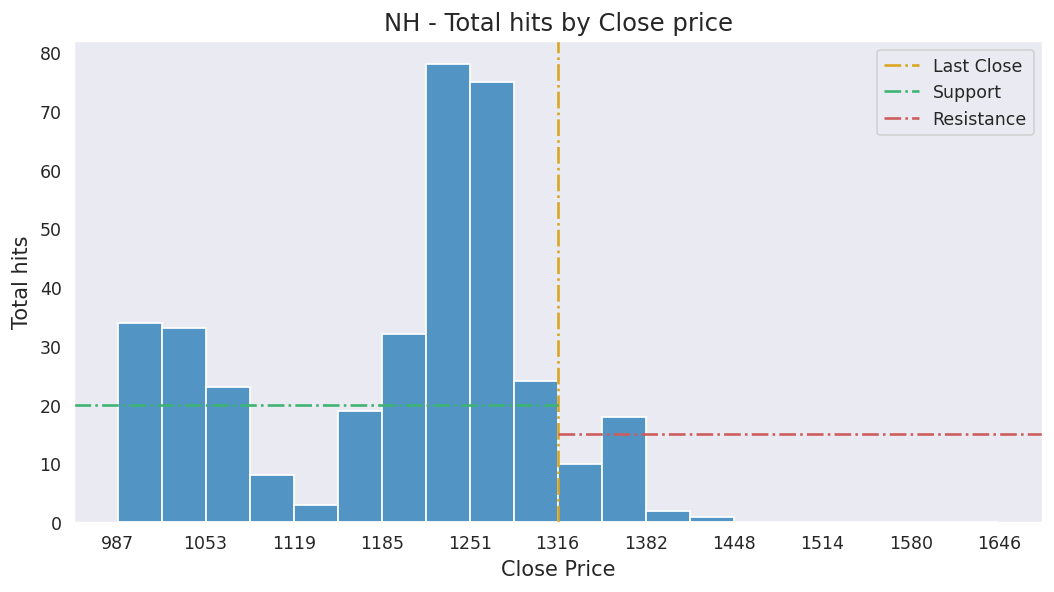 NH - Total hits by Close price
Last Close
Support
Resistance
80
70
60
50
40
30
20
10
0
Total hits
987 1053 1119 1185 1251 1316 1382 1448 1514 1580 1646
Close Price